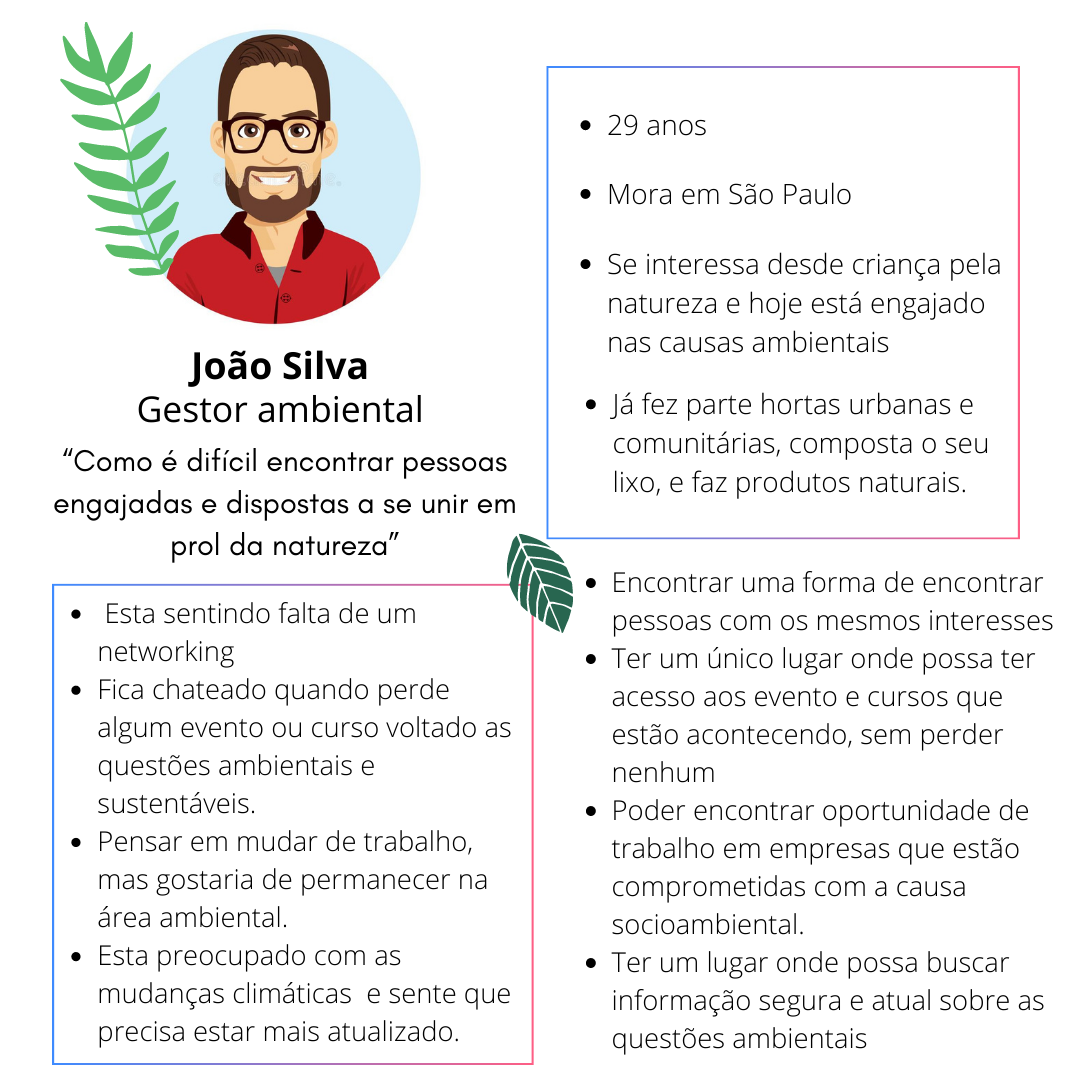 João Silva
Gestor ambiental
“Como é difícil encontrar pessoas
engajadas e dispostas a se unir em
prol da natureza”
• 29 anos
• Mora em São Paulo
• Se interessa desde criança pela
natureza e hoje está engajado
nas causas ambientais
• Já fez parte hortas urbanas e
comunitárias, composta o seu
lixo, e faz produtos naturais.
• Esta sentindo falta de um
networking
• Fica chateado quando perde
algum evento ou curso voltado as
questões ambientais e
sustentáveis.
• Pensar em mudar de trabalho,
mas gostaria de permanecer na
área ambiental.
• Esta preocupado com as
mudanças climáticas e sente que
precisa estar mais atualizado.
• Encontrar uma forma de encontrar
pessoas com os mesmos interesses
• Ter um único lugar onde possa ter
acesso aos evento e cursos que
estão acontecendo, sem perder
nenhum
• Poder encontrar oportunidade de
trabalho em empresas que estão
comprometidas com a causa
socioambiental.
• Ter um lugar onde possa buscar
informação segura e atual sobre as
questões ambientais